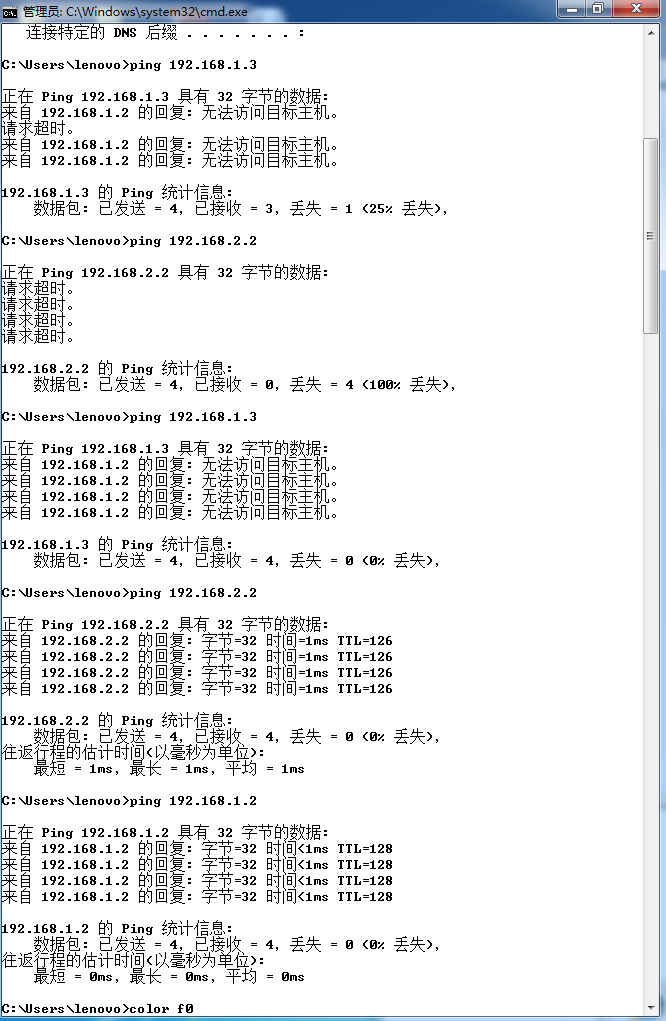 管理员: C:\Windows\system32\cmd.exe
连接特定的 DNS 后缀 . . . . . . . :
C:\Users\lenovo>ping 192.168.1.3
正在 Ping 192.168.1.3 具有 32 字节的数据:
来自 192.168.1.2 的回复: 无法访问目标主机。
请求超时。
来自 192.168.1.2 的回复: 无法访问目标主机。
来自 192.168.1.2 的回复: 无法访问目标主机。
192.168.1.3 的 Ping 统计信息:
数据包: 已发送 = 4, 已接收 = 3, 丢失 = 1 (25% 丢失),
C:\Users\lenovo>ping 192.168.2.2
正在 Ping 192.168.2.2 具有 32 字节的数据:
请求超时。
请求超时。
请求超时。
请求超时。
192.168.2.2 的 Ping 统计信息:
数据包: 已发送 = 4, 已接收 = 0, 丢失 = 4 (100% 丢失),
C:\Users\lenovo>ping 192.168.1.3
正在 Ping 192.168.1.3 具有 32 字节的数据:
来自 192.168.1.2 的回复: 无法访问目标主机。
来自 192.168.1.2 的回复: 无法访问目标主机。
来自 192.168.1.2 的回复: 无法访问目标主机。
来自 192.168.1.2 的回复: 无法访问目标主机。
192.168.1.3 的 Ping 统计信息:
数据包: 已发送 = 4, 已接收 = 4, 丢失 = 0 (0% 丢失),
C:\Users\lenovo>ping 192.168.2.2
正在 Ping 192.168.2.2 具有 32 字节的数据:
来自 192.168.2.2 的回复: 字节=32 时间=1ms TTL=126
来自 192.168.2.2 的回复: 字节=32 时间=1ms TTL=126
来自 192.168.2.2 的回复: 字节=32 时间=1ms TTL=126
来自 192.168.2.2 的回复: 字节=32 时间=1ms TTL=126
192.168.2.2 的 Ping 统计信息:
数据包: 已发送 = 4, 已接收 = 4, 丢失 = 0 (0% 丢失),
往返行程的估计时间(以毫秒为单位):
最短 = 1ms, 最长 = 1ms, 平均 = 1ms
C:\Users\lenovo>ping 192.168.1.2
正在 Ping 192.168.1.2 具有 32 字节的数据:
来自 192.168.1.2 的回复: 字节=32 时间<1ms TTL=128
来自 192.168.1.2 的回复: 字节=32 时间<1ms TTL=128
来自 192.168.1.2 的回复: 字节=32 时间<1ms TTL=128
来自 192.168.1.2 的回复: 字节=32 时间<1ms TTL=128
192.168.1.2 的 Ping 统计信息:
数据包: 已发送 = 4, 已接收 = 4, 丢失 = 0 (0% 丢失),
往返行程的估计时间(以毫秒为单位):
最短 = 0ms, 最长 = 0ms, 平均 = 0ms
C:\Users\lenovo>color f0